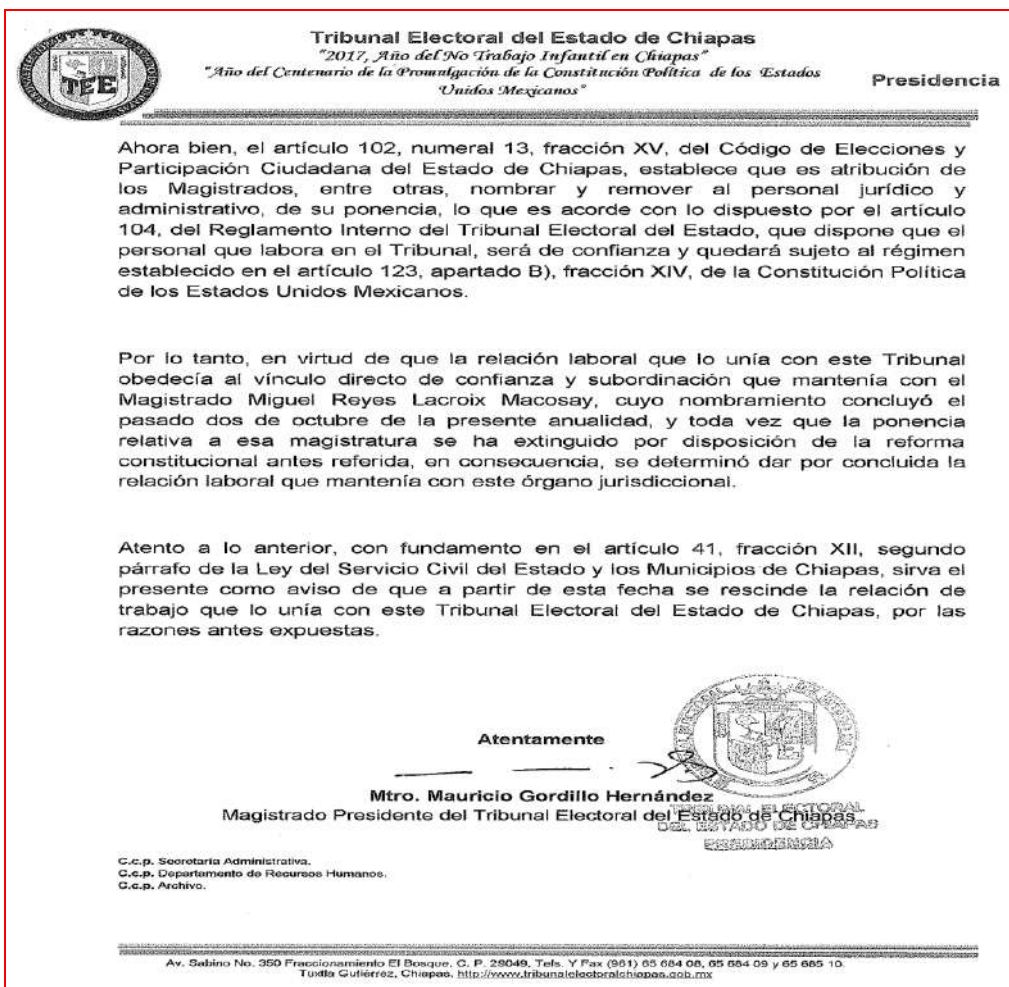 Tribunal Electoral del Estado de Chiapas
"2017, Año del No Trabajo Infantil en Chiapas"
"Año del Centenario de la Promulgación de la Constitución Política de los Estados
Unidos Mexicanos"
Presidencia
TEE
Ahora bien, el artículo 102, numeral 13, fracción XV, del Código de Elecciones y
Participación Ciudadana del Estado de Chiapas, establece que es atribución de
los Magistrados, entre otras, nombrar y remover al personal jurídico y
administrativo, de su ponencia, lo que es acorde con lo dispuesto por el artículo
104, del Reglamento Interno del Tribunal Electoral del Estado, que dispone que el
personal que labora en el Tribunal, será de confianza y quedará sujeto al régimen
establecido en el artículo 123, apartado B), fracción XIV, de la Constitución Política
de los Estados Unidos Mexicanos.
Por lo tanto, en virtud de que la relación laboral que lo unía con este Tribunal
obedecía al vínculo directo de confianza y subordinación que mantenía con el
Magistrado Miguel Reyes Lacroix Macosay, cuyo nombramiento concluyó el
pasado dos de octubre de la presente anualidad, y toda vez que la ponencia
relativa a esa magistratura se ha extinguido por disposición de la reforma
constitucional antes referida, en consecuencia, se determinó dar por concluida la
relación laboral que mantenía con este órgano jurisdiccional.
Atento a lo anterior, con fundamento en el artículo 41, fracción XII, segundo
párrafo de la Ley del Servicio Civil del Estado y los Municipios de Chiapas, sirva el
presente como aviso de que a partir de esta fecha se rescinde la relación de
trabajo que lo unía con este Tribunal Electoral del Estado de Chiapas, por las
razones antes expuestas.
Atentamente
Mtro. Mauricio Gordillo Hernández
Magistrado Presidente del Tribunal Electoral del Estado de Chiapas
TRIBUNAL ELECTORAL
DEL ESTADO DE CHIAPAS
PRESIDENCIA
C.c.p. Secretaría Administrativa.
C.c.p. Departamento de Recursos Humanos.
C.c.p. Archivo.
Av. Sabino No. 350 Fraccionamiento El Bosque, C. P. 29049, Tels. Y Fax (961) 65 684 08, 65 684 09 y 65 685 10.
Tuxtla Gutiérrez, Chiapas, http://www.tribunalelectoralchiapas.gob.mx